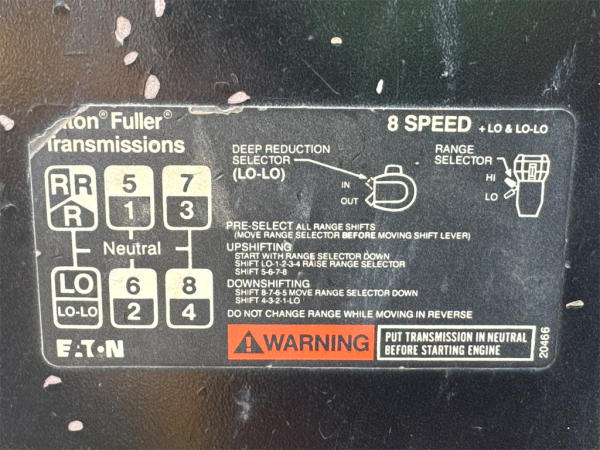 ton® Fuller®
Transmissions
8 SPEED + LO & LO-LO
DEEP REDUCTION
SELECTOR
(LO-LO)
IN
OUT
RANGE
SELECTOR
HI
LO
R R 5 7
R 1 3
Neutral
LO 6 8
LO-LO 2 4
PRE-SELECT ALL RANGE SHIFTS
(MOVE RANGE SELECTOR BEFORE MOVING SHIFT LEVER)
UPSHIFTING
START WITH RANGE SELECTOR DOWN
SHIFT LO-1-2-3-4 RAISE RANGE SELECTOR
SHIFT 5-6-7-8
DOWNSHIFTING
SHIFT 8-7-6-5 MOVE RANGE SELECTOR DOWN
SHIFT 4-3-2-1-LO
DO NOT CHANGE RANGE WHILE MOVING IN REVERSE
EATON
WARNING
PUT TRANSMISSION IN NEUTRAL
BEFORE STARTING ENGINE
20466